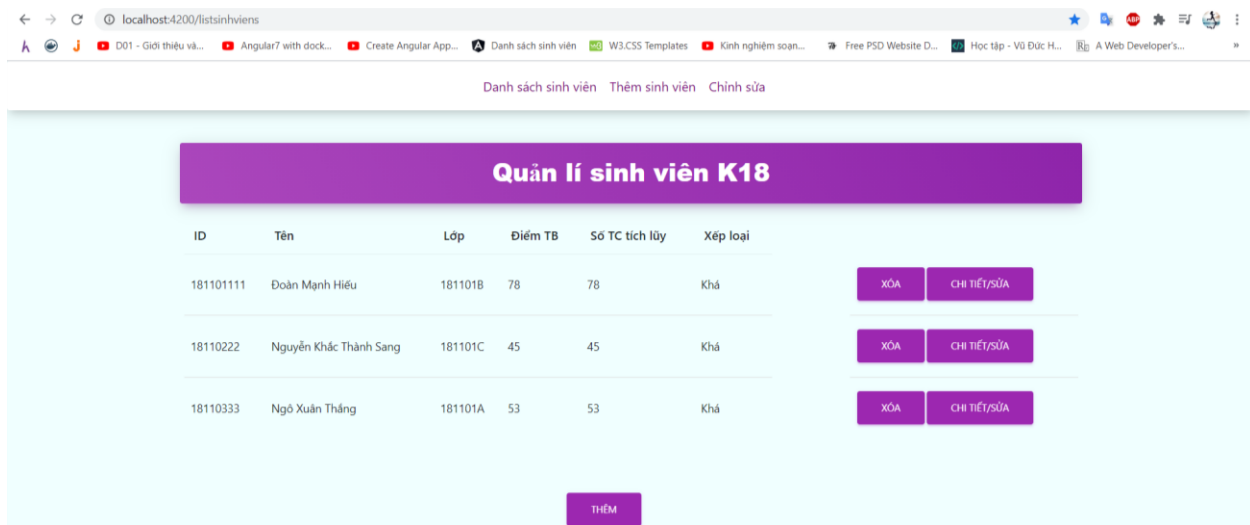 localhost:4200/listsinhviens
D01 - Giới thiệu và... Angular7 with dock... Create Angular App... Danh sách sinh viên W3.CSS Templates Kinh nghiệm soạn... Free PSD Website D... Học tập - Vũ Đức H... A Web Developer's... »
Danh sách sinh viên Thêm sinh viên Chỉnh sửa
Quản lí sinh viên K18
ID Tên Lớp Điểm TB Số TC tích lũy Xếp loại
181101111 Đoàn Mạnh Hiếu 181101B 78 78 Khá XÓA CHI TIẾT/SỬA
18110222 Nguyễn Khắc Thành Sang 181101C 45 45 Khá XÓA CHI TIẾT/SỬA
18110333 Ngô Xuân Thắng 181101A 53 53 Khá XÓA CHI TIẾT/SỬA
THÊM